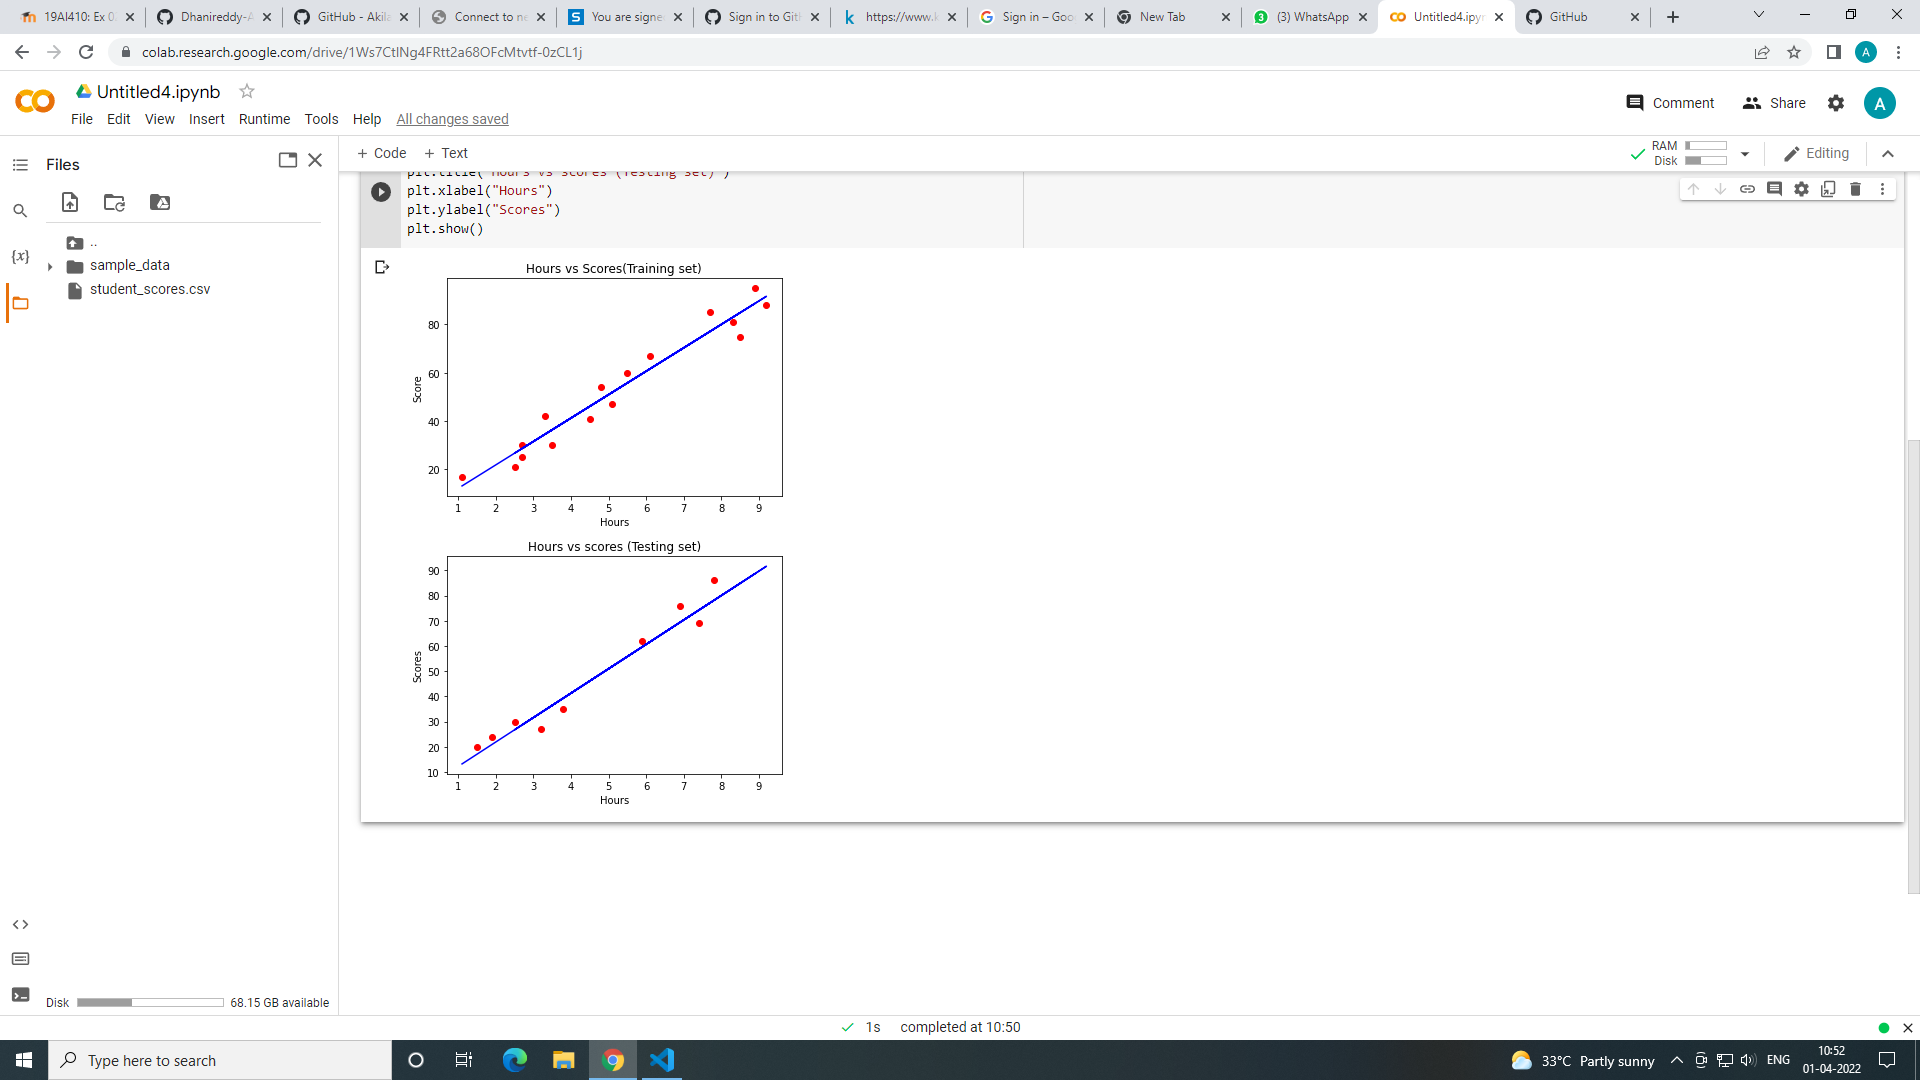 19AI410: Ex 0
Dhanireddy-A
GitHub - Akila
Connect to ne
You are signe
Sign in to Gith
https://www.k
Sign in – Goo
New Tab
(3) WhatsApp
Untitled4.ipyn
GitHub
colab.research.google.com/drive/1Ws7CtINg4FRtt2a68OFcMtvtf-0zCL1j
A
Untitled4.ipynb
Comment
Share
A
File Edit View Insert Runtime Tools Help All changes saved
Files
+ Code + Text
RAM
Disk
Editing
plt.title("Hours vs scores (Testing set)")
plt.xlabel("Hours")
plt.ylabel("Scores")
plt.show()
{x}
..
sample_data
student_scores.csv
Hours vs Scores(Training set)
80
60
40
20
Score
1 2 3 4 5 6 7 8 9
Hours
Hours vs scores (Testing set)
90
80
70
60
50
40
30
20
10
Scores
1 2 3 4 5 6 7 8 9
Hours
Disk 68.15 GB available
1s completed at 10:50
Type here to search
33°C Partly sunny
ENG
10:52
01-04-2022